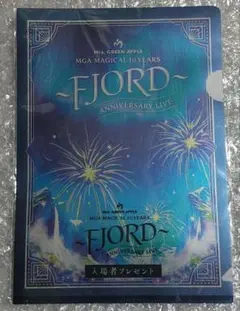 Mrs. GREEN APPLE
MGA MAGICAL 10 YEARS
~FJORD~
ANNIVERSARY LIVE
Mrs. GREEN APPLE
MGA MAGICAL 10 YEARS
~FJORD~
ANNIVERSARY LIVE
入場者プレゼント